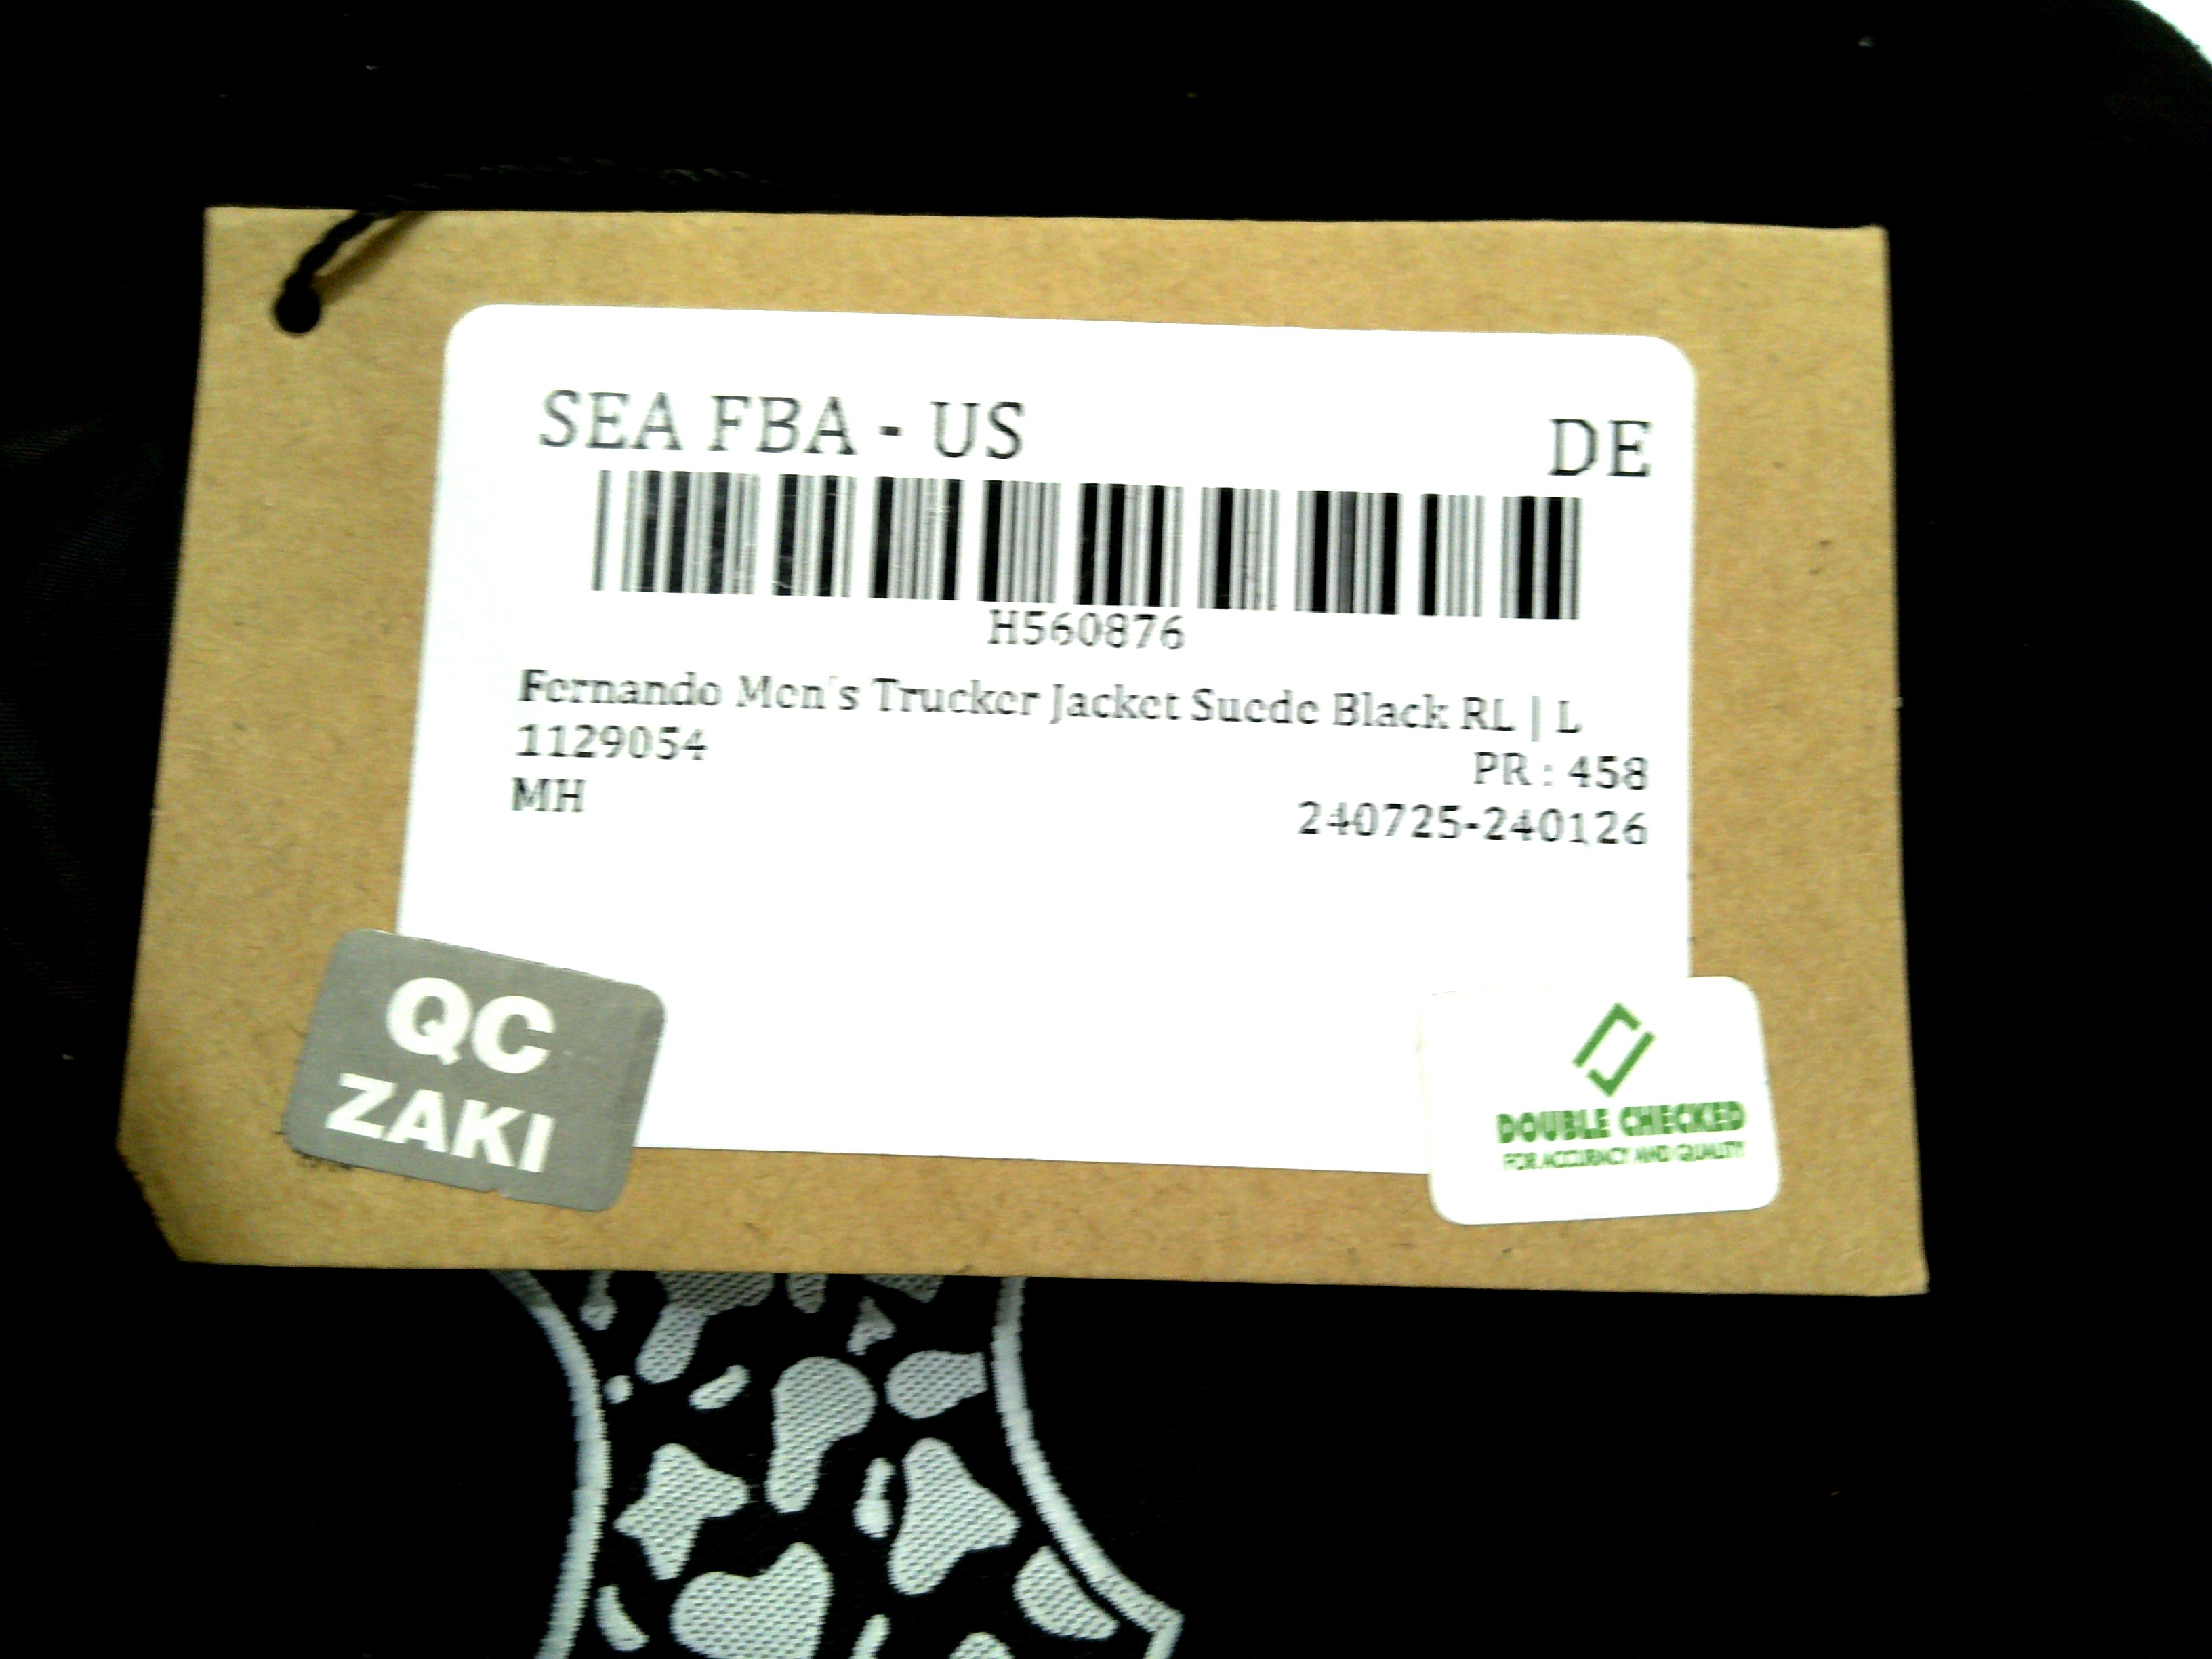 SEA FBA - US DE
H560876
Fernando Men's Trucker Jacket Suede Black RL | L
1129054 PR : 458
MH 240725-240126
QC
ZAKI
DOUBLE CHECKED
FOR ACCURACY AND QUALITY